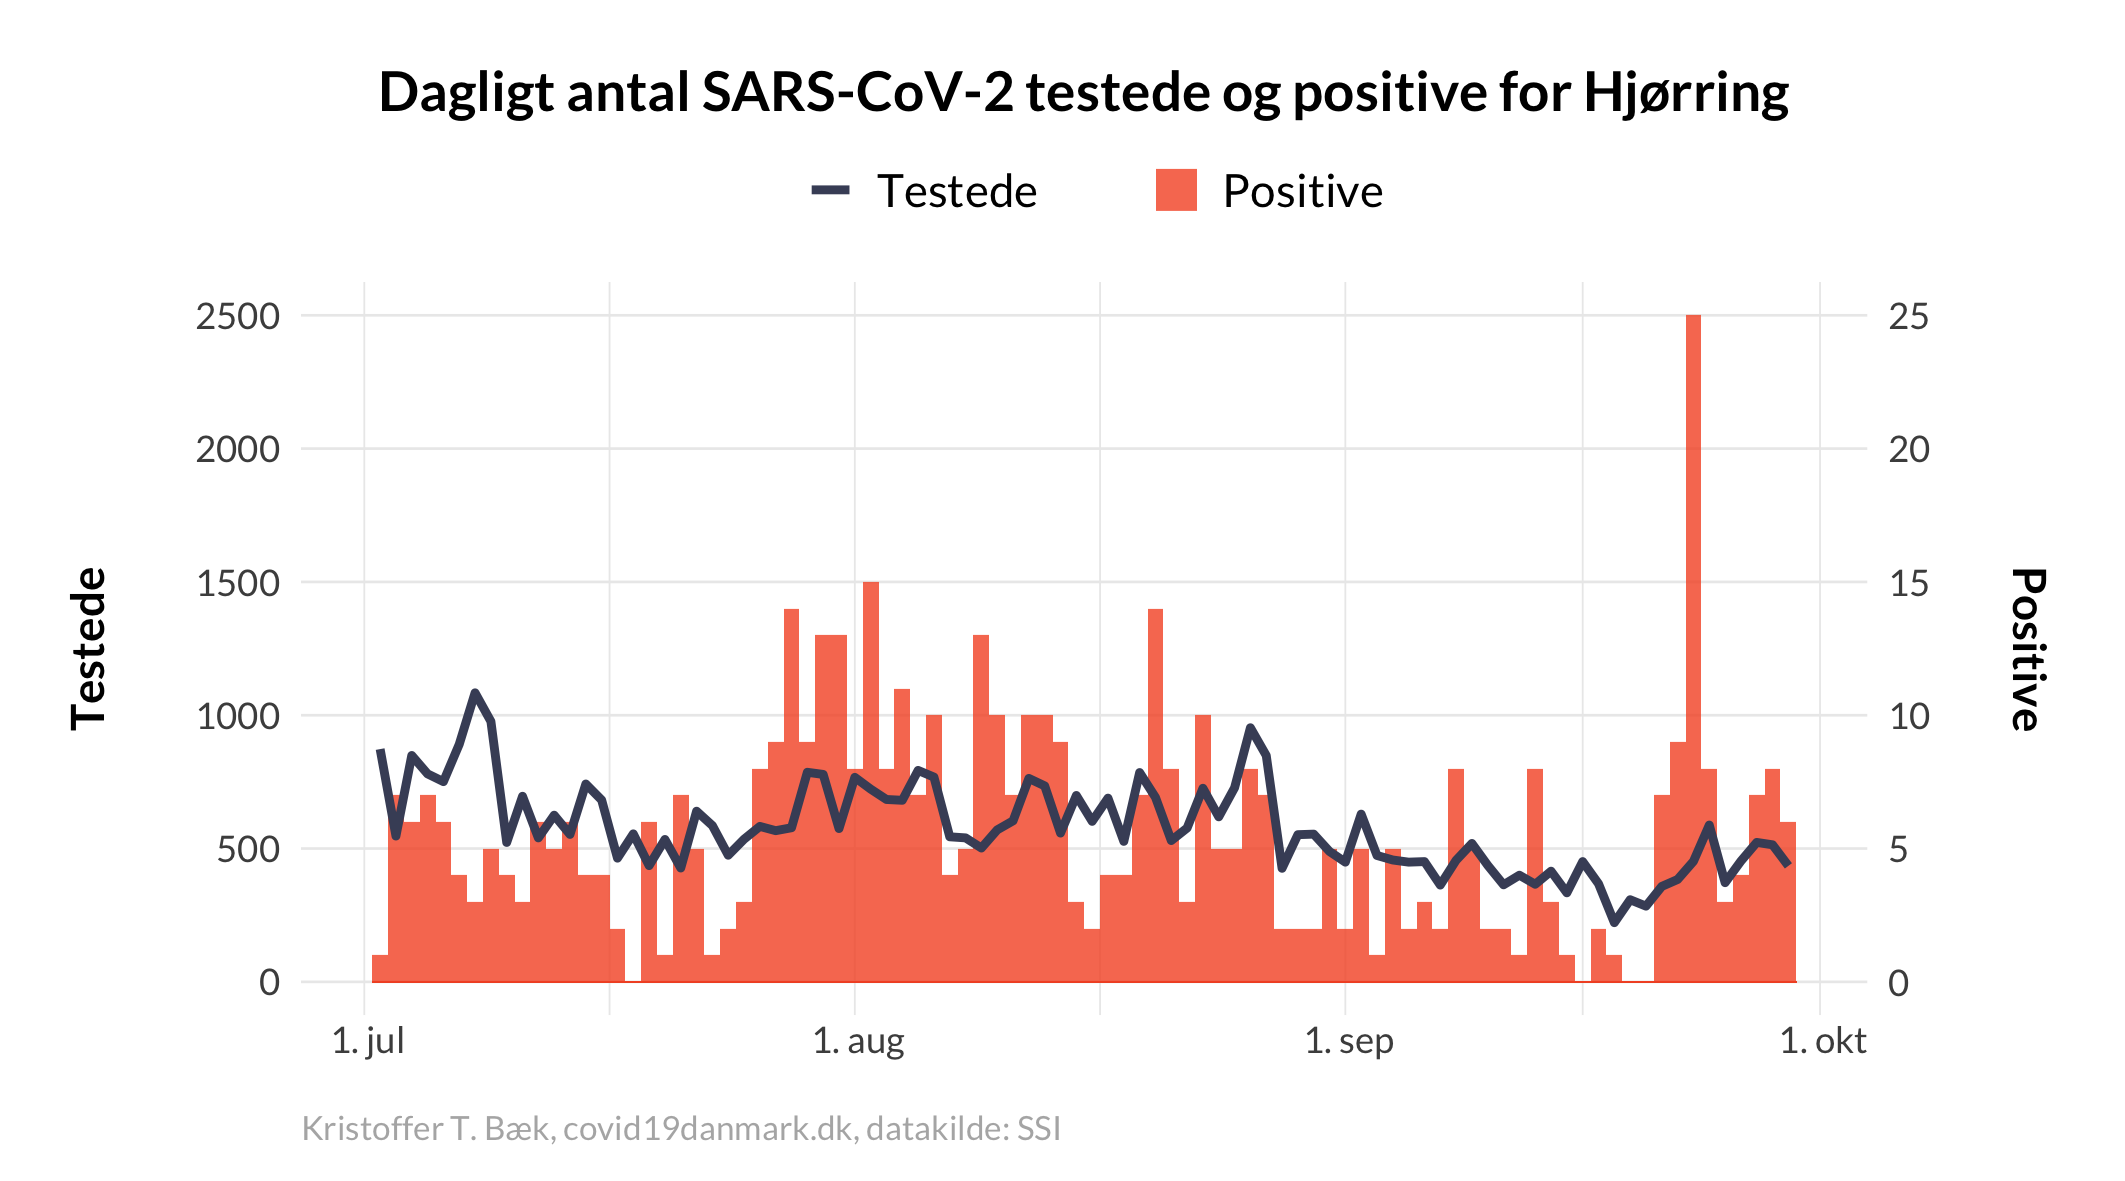 Dagligt antal SARS-CoV-2 testede og positive for Hjørring
Testede
Positive
2500
2000
1500
1000
500
0
Testede
25
20
15
10
5
0
Positive
1. jul
1. aug
1. sep
1. okt
Kristoffer T. Bæk, covid19danmark.dk, datakilde: SSI